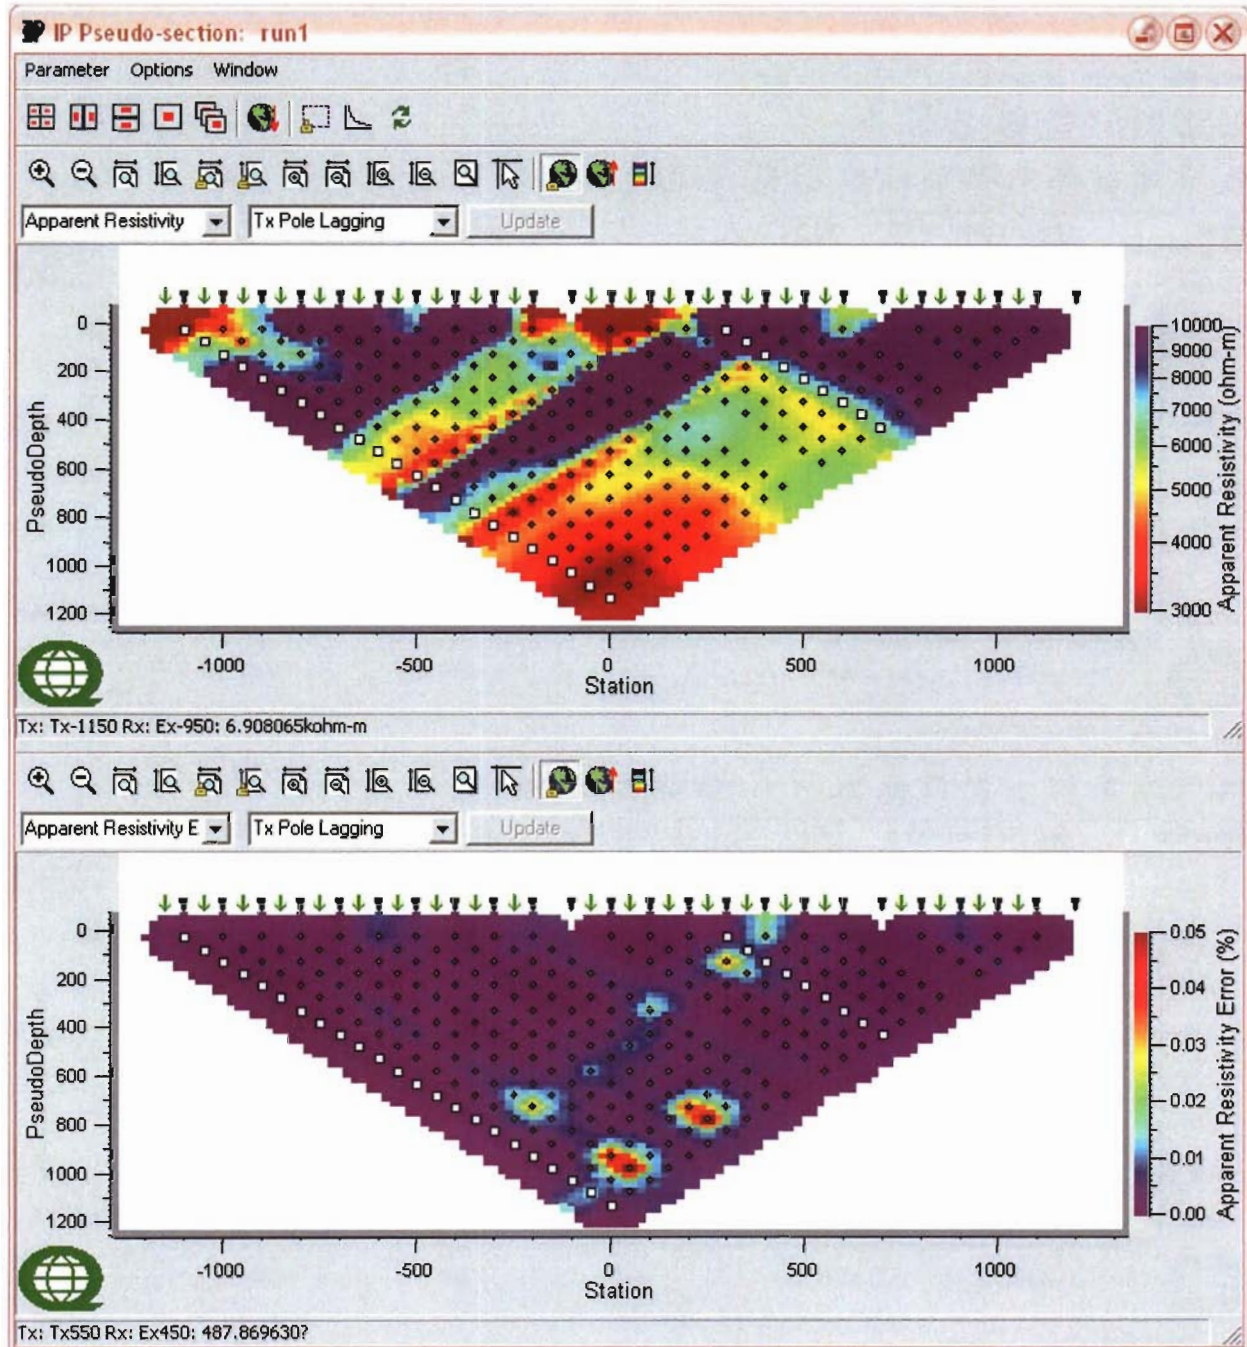 IP Pseudo-section: run1
Parameter Options Window
Apparent Resistivity Tx Pole Lagging Update
0
200
400
600
800
1000
1200
PseudoDepth
-1000 -500 0 500 1000
Station
10000
9000
8000
7000
6000
5000
4000
3000
Apparent Resistivity (ohm-m)
Tx: Tx-1150 Rx: Ex-950: 6.908065kohm-m
Apparent Resistivity E Tx Pole Lagging Update
0
200
400
600
800
1000
1200
PseudoDepth
-1000 -500 0 500 1000
Station
0.05
0.04
0.03
0.02
0.01
0.00
Apparent Resistivity Error (%)
Tx: Tx550 Rx: Ex450: 487.869630?